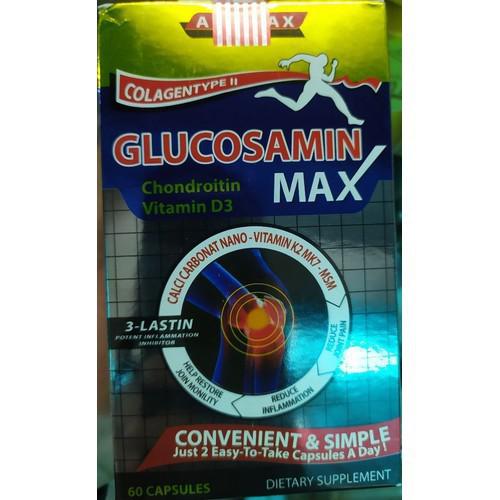 COLAGENTYPE II
GLUCOSAMIN
MAX
Chondroitin
Vitamin D3
CALCI CARBONAT NANO - VITAMIN K2 MK7 - MSM
3-LASTIN
POTENT INFLAMMATION
INHIBITOR
REDUCE
JOINT PAIN
HELP RESTORE
JOIN MONILITY
REDUCE
INFLAMMATION
CONVENIENT & SIMPLE
Just 2 Easy-To-Take Capsules A Day !
60 CAPSULES
DIETARY SUPPLEMENT